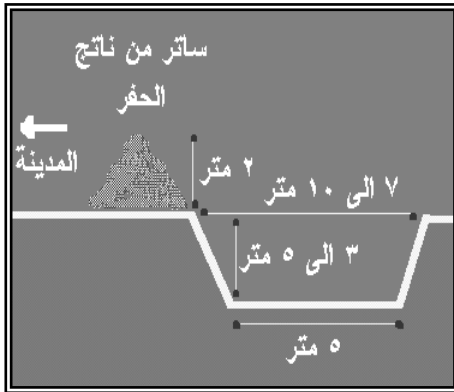 ساتر من ناتج
الحفر
المدينة
٢ متر
٧ الى ١٠ متر
٣ الى ٥ متر
٥ متر